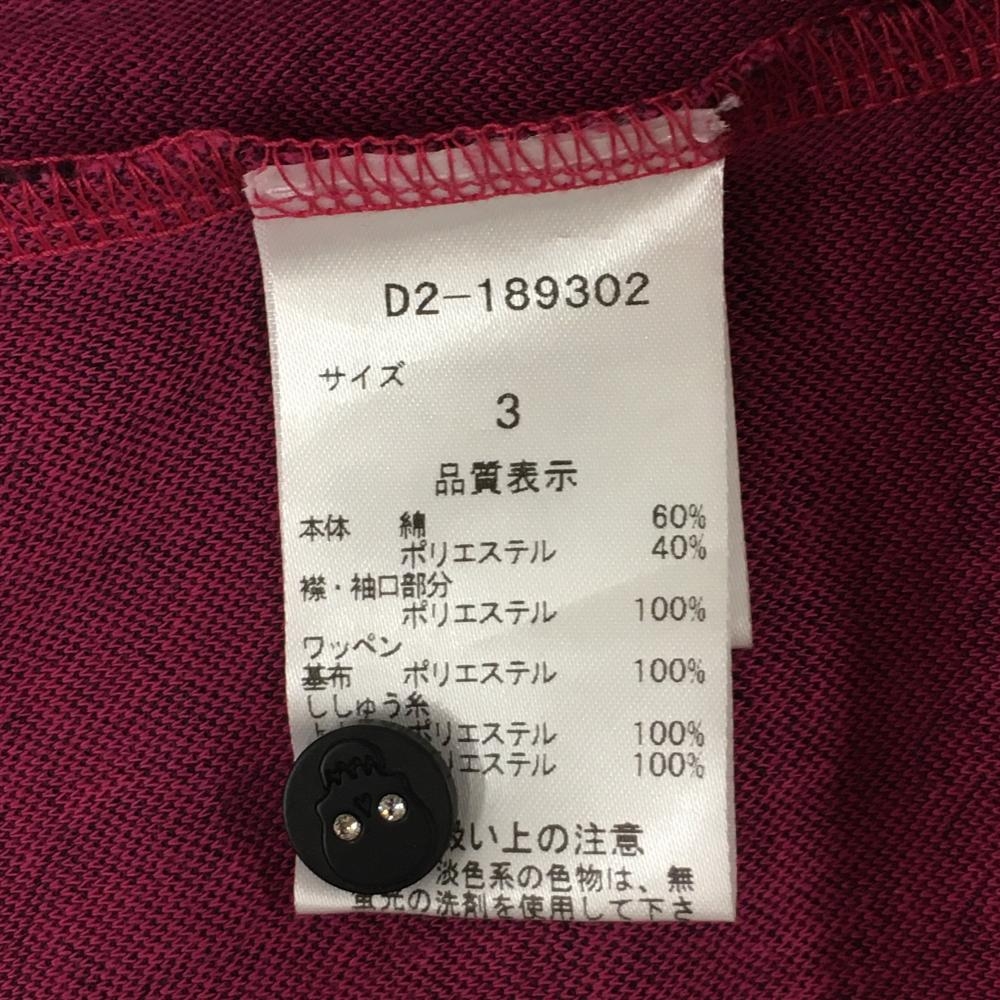 D2-189302
サイズ
3
品質表示
本体 綿 60%
ポリエステル 40%
襟・袖口部分
ポリエステル 100%
ワッペン
基布 ポリエステル 100%
ししゅう糸
ポリエステル 100%
エステル 100%
扱い上の注意
淡色系の色物は、無
蛍光の洗剤を使用して下さ